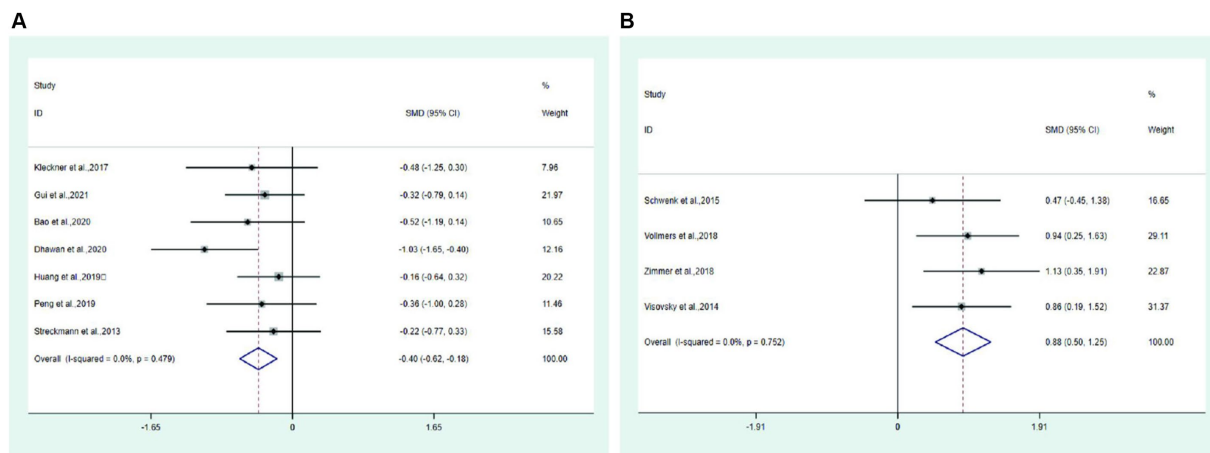 A
Study %
ID SMD (95% CI) Weight
Kleckner et al.,2017 -0.48 (-1.25, 0.30) 7.96
Gui et al.,2021 -0.32 (-0.79, 0.14) 21.97
Bao et al.,2020 -0.52 (-1.19, 0.14) 10.65
Dhawan et al.,2020 -1.03 (-1.65, -0.40) 12.16
Huang et al.,2019□ -0.16 (-0.64, 0.32) 20.22
Peng et al.,2019 -0.36 (-1.00, 0.28) 11.46
Streckmann et al.,2013 -0.22 (-0.77, 0.33) 15.58
Overall (I-squared = 0.0%, p = 0.479) -0.40 (-0.62, -0.18) 100.00
-1.65 0 1.65
B
Study %
ID SMD (95% CI) Weight
Schwenk et al.,2015 0.47 (-0.45, 1.38) 16.65
Vollmers et al.,2018 0.94 (0.25, 1.63) 29.11
Zimmer et al.,2018 1.13 (0.35, 1.91) 22.87
Visovsky et al.,2014 0.86 (0.19, 1.52) 31.37
Overall (I-squared = 0.0%, p = 0.752) 0.88 (0.50, 1.25) 100.00
-1.91 0 1.91